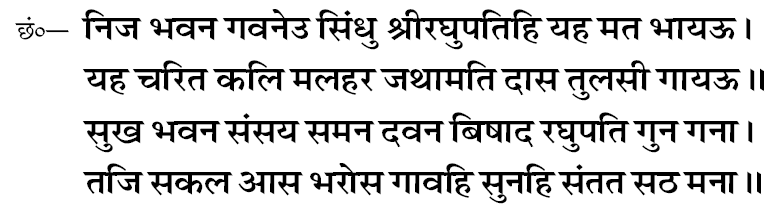 छं०— निज भवन गवनेउ सिंधु श्रीरघुपतिहि यह मत भायऊ।
यह चरित कलि मलहर जथामति दास तुलसी गायऊ॥
सुख भवन संसय समन दवन बिषाद रघुपति गुन गना।
तजि सकल आस भरोस गावहि सुनहि संतत सठ मना॥